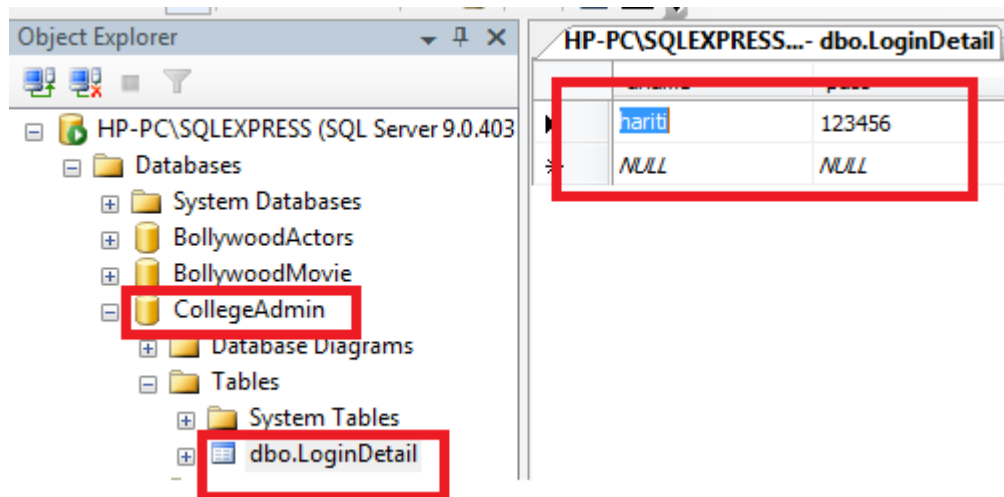 Object Explorer
HP-PC\SQLEXPRESS (SQL Server 9.0.403
Databases
System Databases
BollywoodActors
BollywoodMovie
CollegeAdmin
Database Diagrams
Tables
System Tables
dbo.LoginDetail
HP-PC\SQLEXPRESS...- dbo.LoginDetail
hariti 123456
NULL NULL